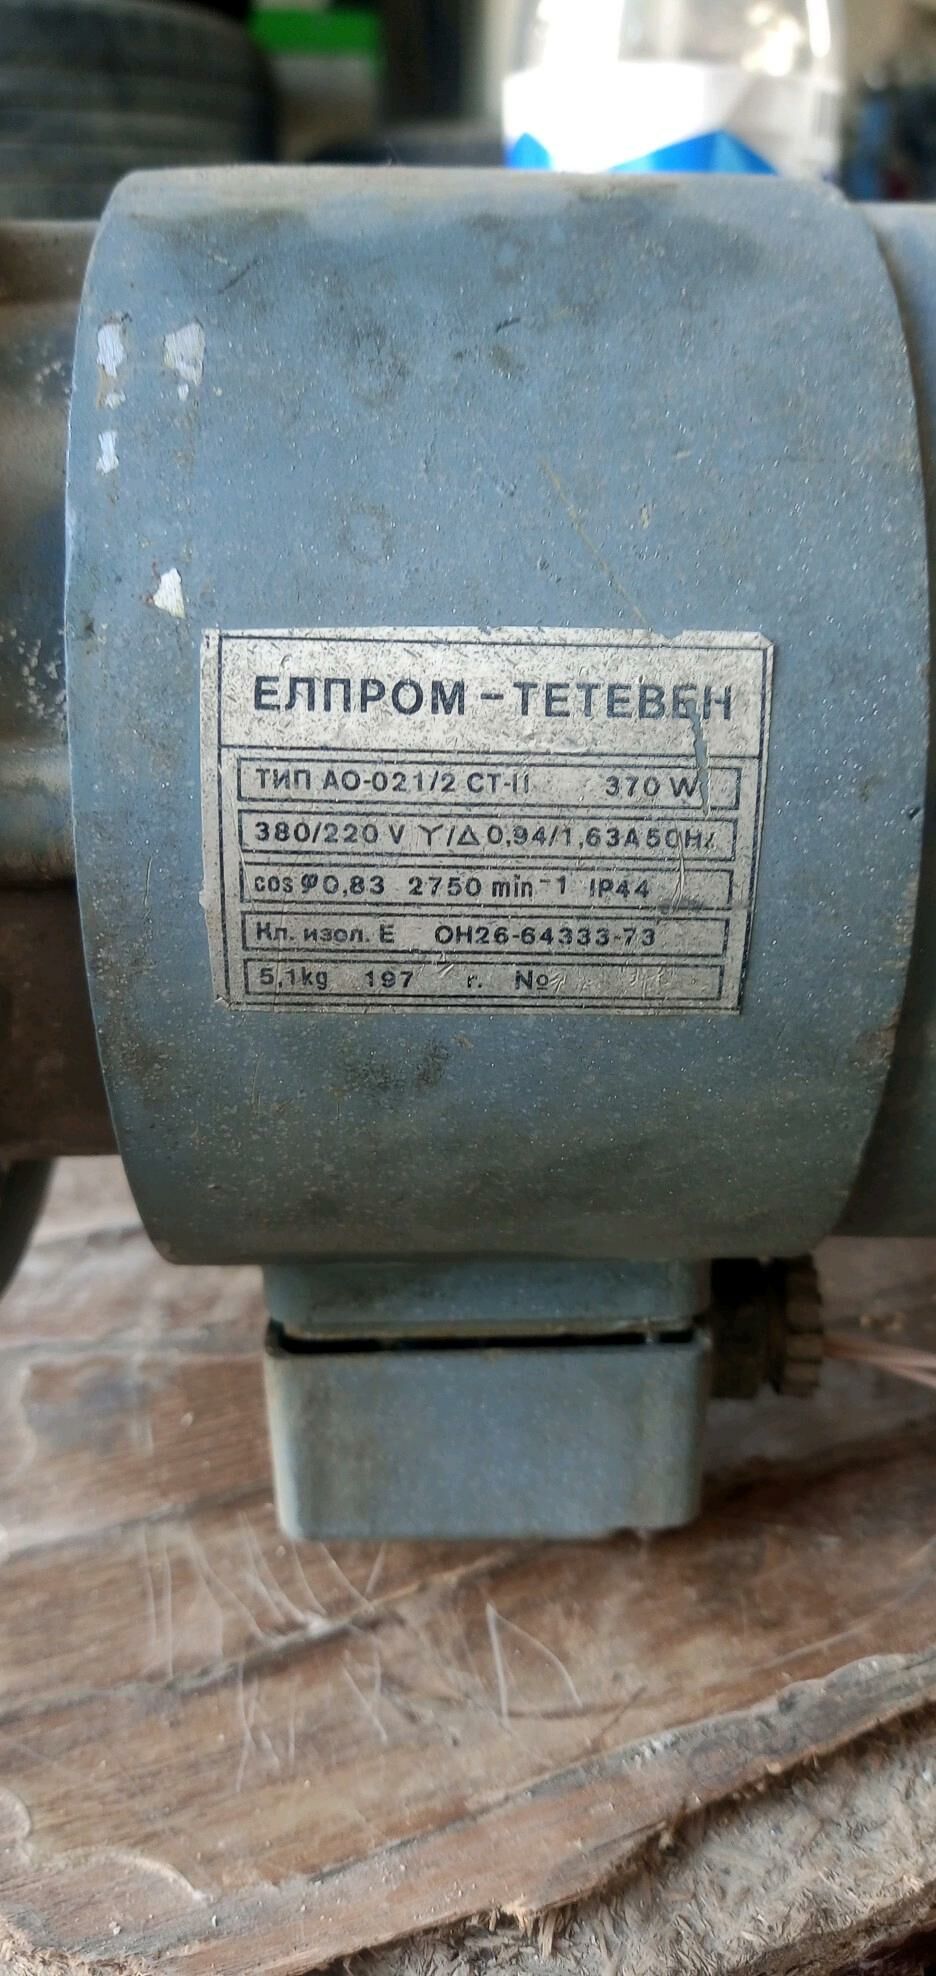 ЕЛПРОМ - ТЕТЕВЕН
ТИП АО-021/2 СТ-II 370 W
380/220 V Y/Δ 0,94/1,63A 50Hz
cos φ 0,83 2750 min⁻¹ IP44
Кл. изол. Е ОН26-64333-73
5,1kg 197 г. №